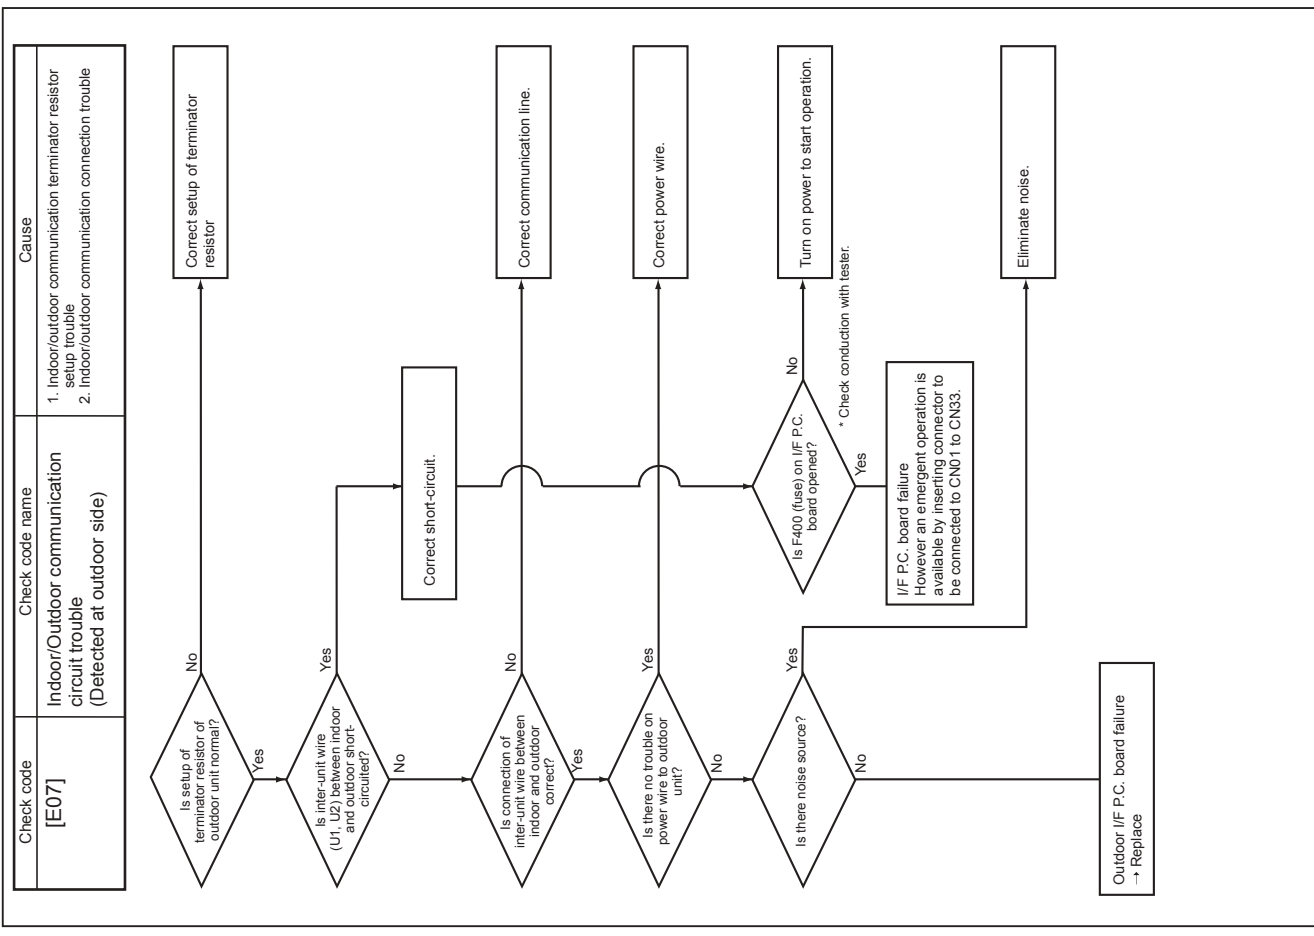 Check code
Check code name
Cause
[E07]
Indoor/Outdoor communication
circuit trouble
(Detected at outdoor side)
1. Indoor/outdoor communication terminator resistor
setup trouble
2. Indoor/outdoor communication connection trouble
Is setup of
terminator resistor of
outdoor unit normal?
No
Correct setup of terminator
resistor
Yes
Is inter-unit wire
(U1, U2) between indoor
and outdoor short-
circuited?
Yes
Correct short-circuit.
No
Is connection of
inter-unit wire between
indoor and outdoor
correct?
No
Correct communication line.
Yes
Is there no trouble on
power wire to outdoor
unit?
Yes
Correct power wire.
No
Is F400 (fuse) on I/F P.C.
board opened?
No
Turn on power to start operation.
* Check conduction with tester.
Yes
I/F P.C. board failure
However an emergent operation is
available by inserting connector to
be connected to CN01 to CN33.
Is there noise source?
Yes
Eliminate noise.
No
Outdoor I/F P.C. board failure
→ Replace